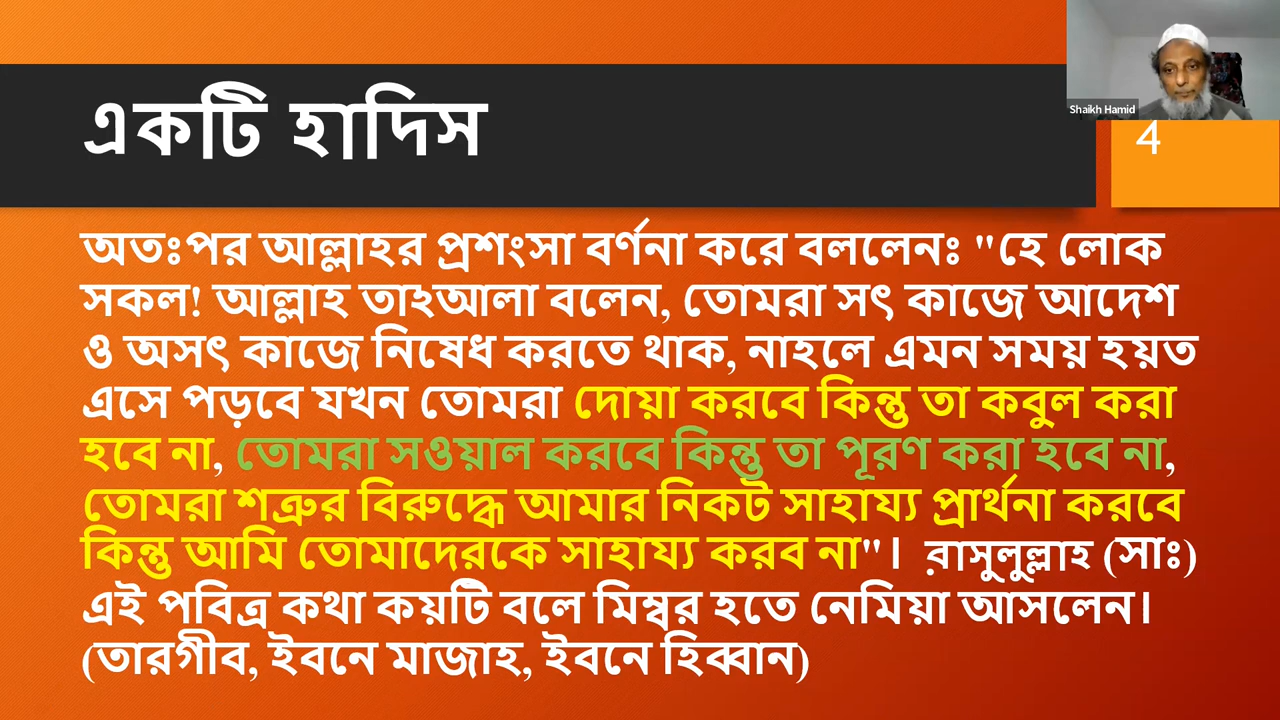 Shaikh Hamid
একটি হাদিস
4
অতঃপর আল্লাহর প্রশংসা বর্ণনা করে বললেনঃ "হে লোক
সকল! আল্লাহ তাঽআলা বলেন, তোমরা সৎ কাজে আদেশ
ও অসৎ কাজে নিষেধ করতে থাক, নাহলে এমন সময় হয়ত
এসে পড়বে যখন তোমরা দোয়া করবে কিন্তু তা কবুল করা
হবে না, তোমরা সওয়াল করবে কিন্তু তা পূরণ করা হবে না,
তোমরা শত্রুর বিরুদ্ধে আমার নিকট সাহায্য প্রার্থনা করবে
কিন্তু আমি তোমাদেরকে সাহায্য করব না"। রাসুলুল্লাহ (সাঃ)
এই পবিত্র কথা কয়টি বলে মিম্বর হতে নেমিয়া আসলেন।
(তারগীব, ইবনে মাজাহ, ইবনে হিব্বান)